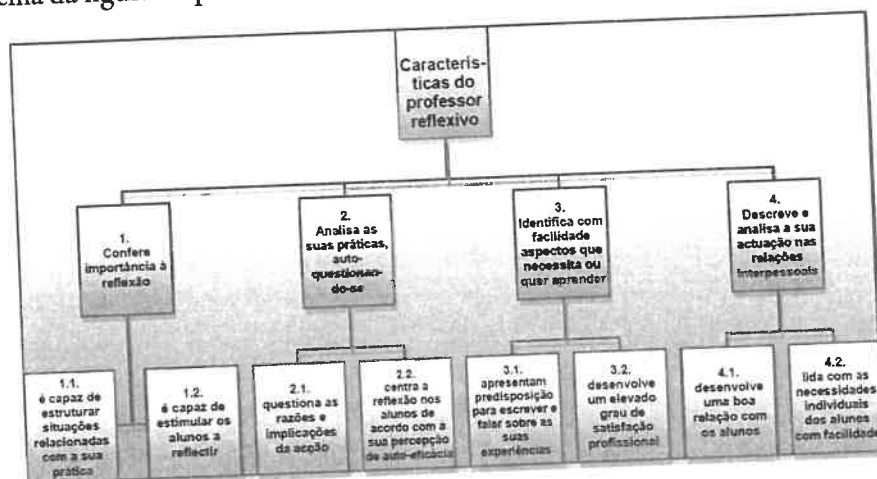 Caracterís-
ticas do
professor
reflexivo
1.
Confere
importância à
reflexão
2.
Analisa as
suas práticas,
auto-
questionan-
do-se
3.
Identifica com
facilidade
aspectos que
necessita ou
quer aprender
4.
Descreve e
analisa a sua
actuação nas
relações
interpessoais
1.1.
é capaz de
estruturar
situações
relacionadas
com a sua
prática
1.2.
é capaz de
estimular os
alunos a
reflectir
2.1.
questiona as
razões e
implicações
da acção
2.2.
centra a
reflexão nos
alunos de
acordo com a
sua percepção
de auto-eficácia
3.1.
apresentam
predisposição
para escrever e
falar sobre as
suas
experiências
3.2.
desenvolve
um elevado
grau de
satisfação
profissional
4.1.
desenvolve
uma boa
relação com
os alunos
4.2.
lida com as
necessidades
individuais
dos alunos
com facilidade